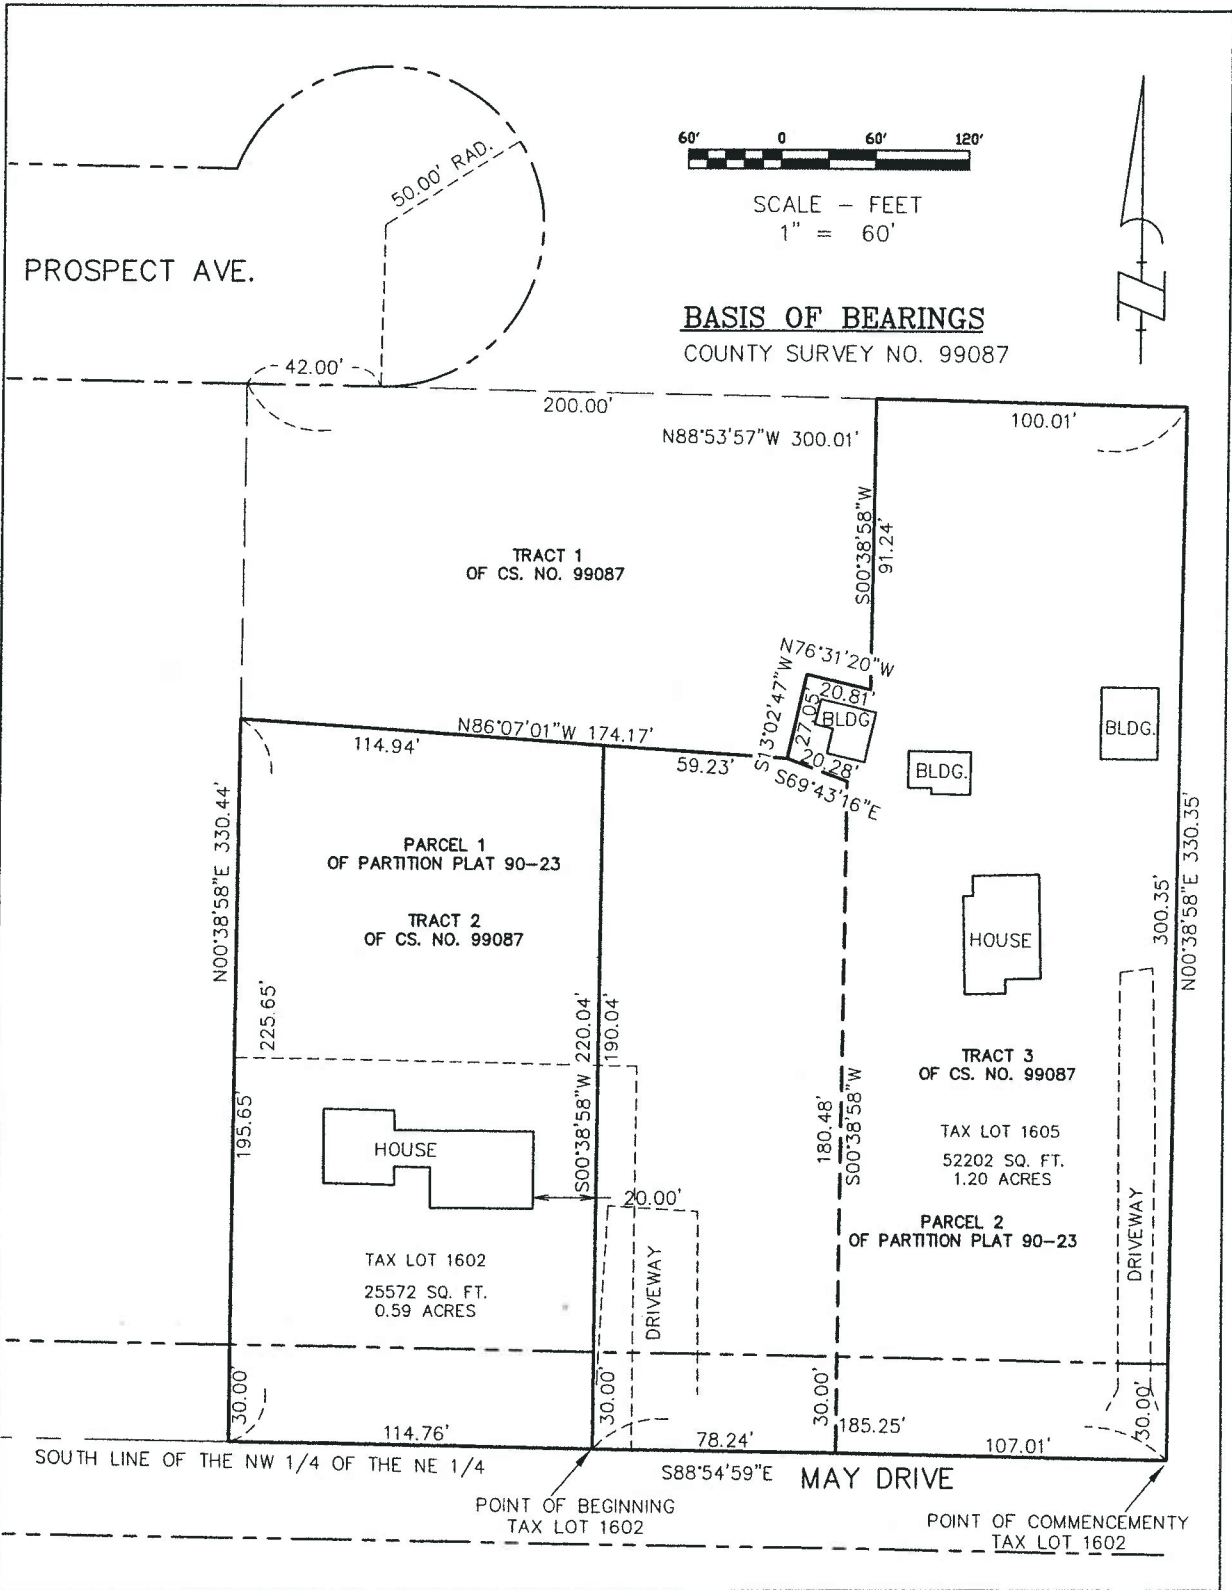 60' 0 60' 120'
SCALE – FEET
1" = 60'
50.00' RAD.
PROSPECT AVE.
BASIS OF BEARINGS
COUNTY SURVEY NO. 99087
42.00'
200.00'
100.01'
N88°53'57"W 300.01'
S00°38'58"W
91.24'
TRACT 1
OF CS. NO. 99087
N76°31'20"W
20.81'
S13°02'47"W
27.05'
BLDG
20.28'
S69°43'16"E
BLDG.
BLDG.
N86°07'01"W 174.17'
114.94'
59.23'
N00°38'58"E 330.44'
PARCEL 1
OF PARTITION PLAT 90–23
TRACT 2
OF CS. NO. 99087
HOUSE
300.35'
N00°38'58"E 330.35'
225.65'
195.65'
S00°38'58"W 220.04'
190.04'
TRACT 3
OF CS. NO. 99087
180.48'
S00°38'58"W
TAX LOT 1605
52202 SQ. FT.
1.20 ACRES
HOUSE
20.00'
PARCEL 2
OF PARTITION PLAT 90–23
TAX LOT 1602
25572 SQ. FT.
0.59 ACRES
DRIVEWAY
DRIVEWAY
30.00'
30.00'
30.00'
30.00'
114.76'
78.24'
185.25'
107.01'
SOUTH LINE OF THE NW 1/4 OF THE NE 1/4
S88°54'59"E
MAY DRIVE
POINT OF BEGINNING
TAX LOT 1602
POINT OF COMMENCEMENTY
TAX LOT 1602